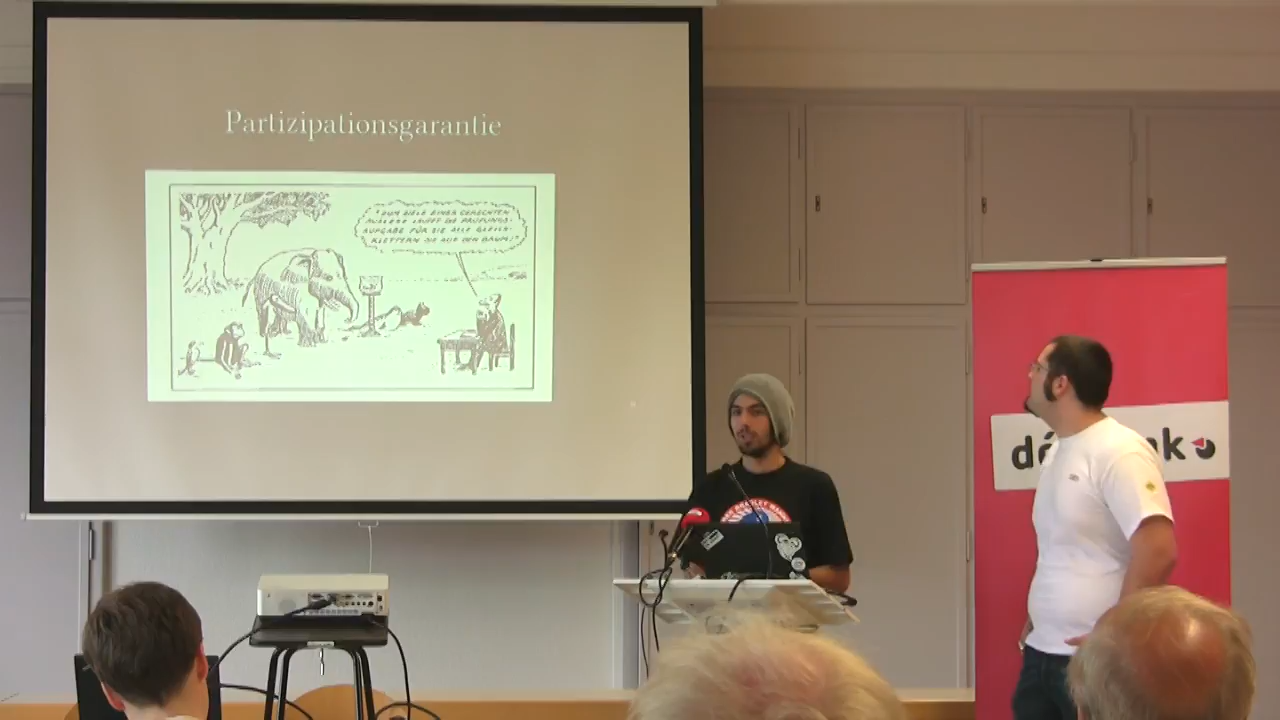 Partizipationsgarantie
"ZUM ZIELE EINER GERECHTEN
AUSLESE LAUTET DIE PRÜFUNGS-
AUFGABE FÜR SIE ALLE GLEICH:
KLETTERN SIE AUF DEN BAUM!"